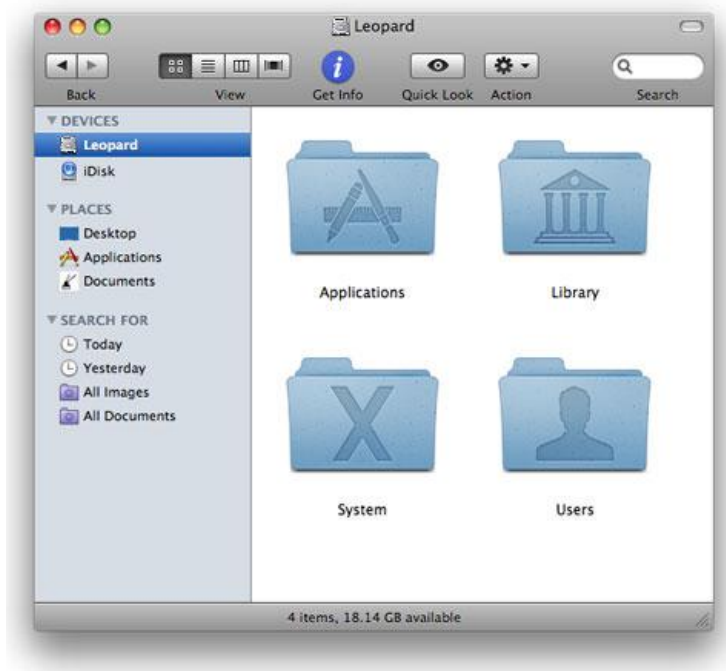 Leopard
Back View Get Info Quick Look Action Search
DEVICES
Leopard
iDisk
PLACES
Desktop
Applications
Documents
SEARCH FOR
Today
Yesterday
All Images
All Documents
Applications Library
System Users
4 items, 18.14 GB available